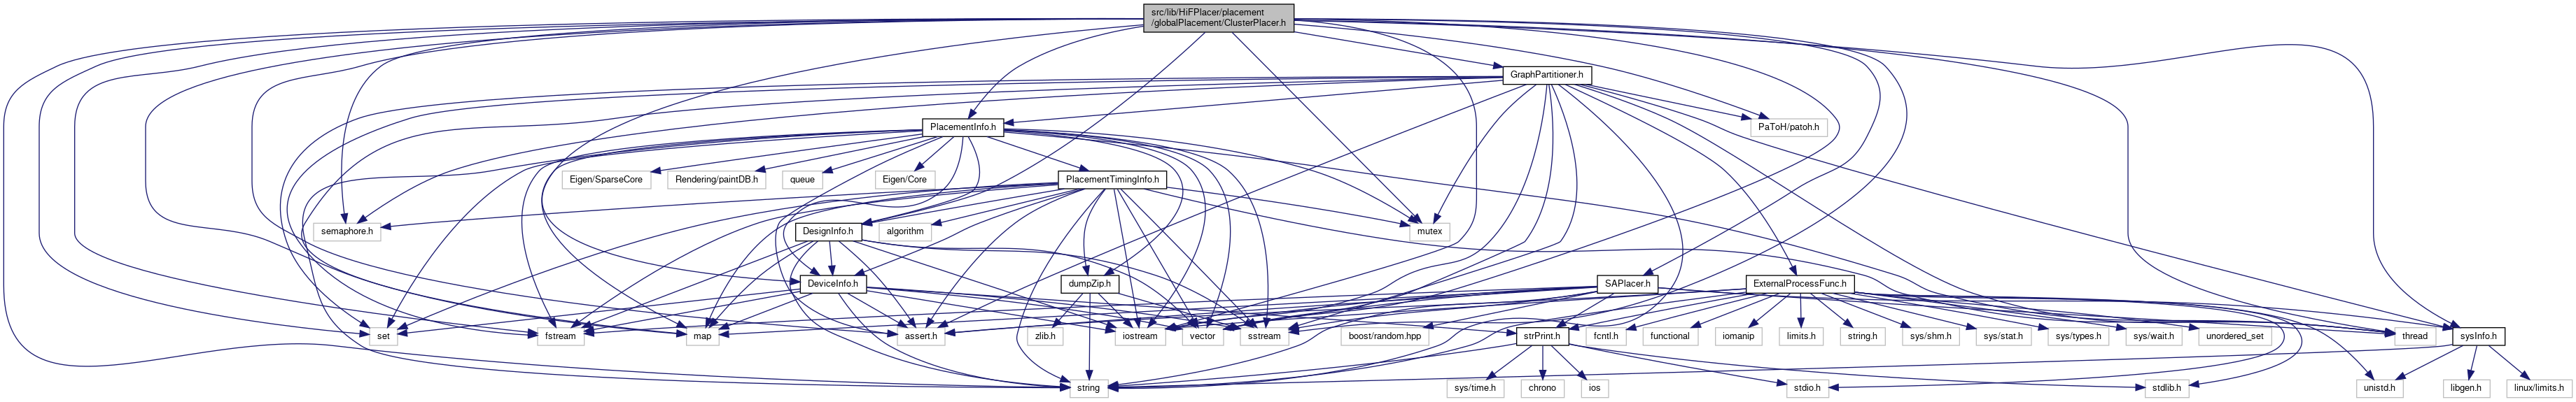 src/lib/HiFPlacer/placement
/globalPlacement/ClusterPlacer.h
GraphPartitioner.h
PlacementInfo.h
PaToH/patoh.h
Eigen/SparseCore
Rendering/paintDB.h
queue
Eigen/Core
PlacementTimingInfo.h
semaphore.h
DesignInfo.h
algorithm
mutex
DeviceInfo.h
dumpZip.h
SAPlacer.h
ExternalProcessFunc.h
set
fstream
map
assert.h
zlib.h
iostream
vector
sstream
boost/random.hpp
strPrint.h
fcntl.h
functional
iomanip
limits.h
string.h
sys/shm.h
sys/stat.h
sys/types.h
sys/wait.h
unordered_set
thread
sysInfo.h
string
sys/time.h
chrono
ios
stdio.h
stdlib.h
unistd.h
libgen.h
linux/limits.h